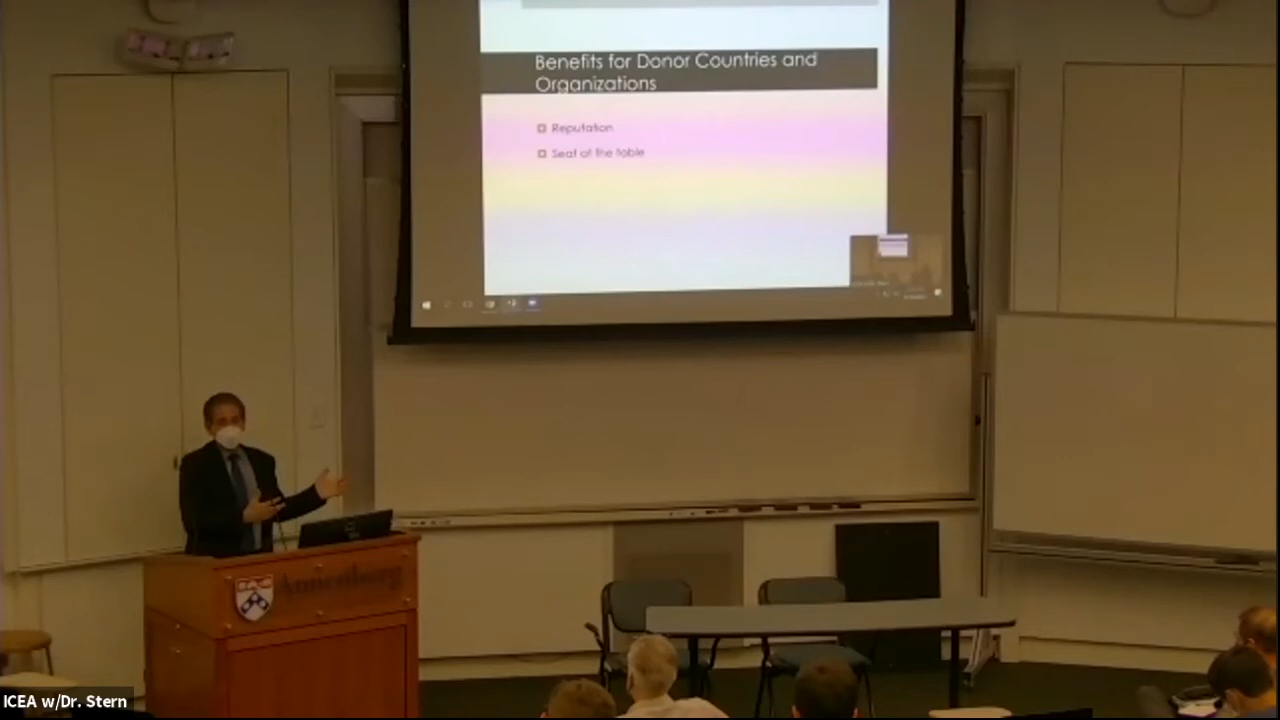 Benefits for Donor Countries and
Organizations
Reputation
Seat at the table
Annenberg
ICEA w/Dr. Stern